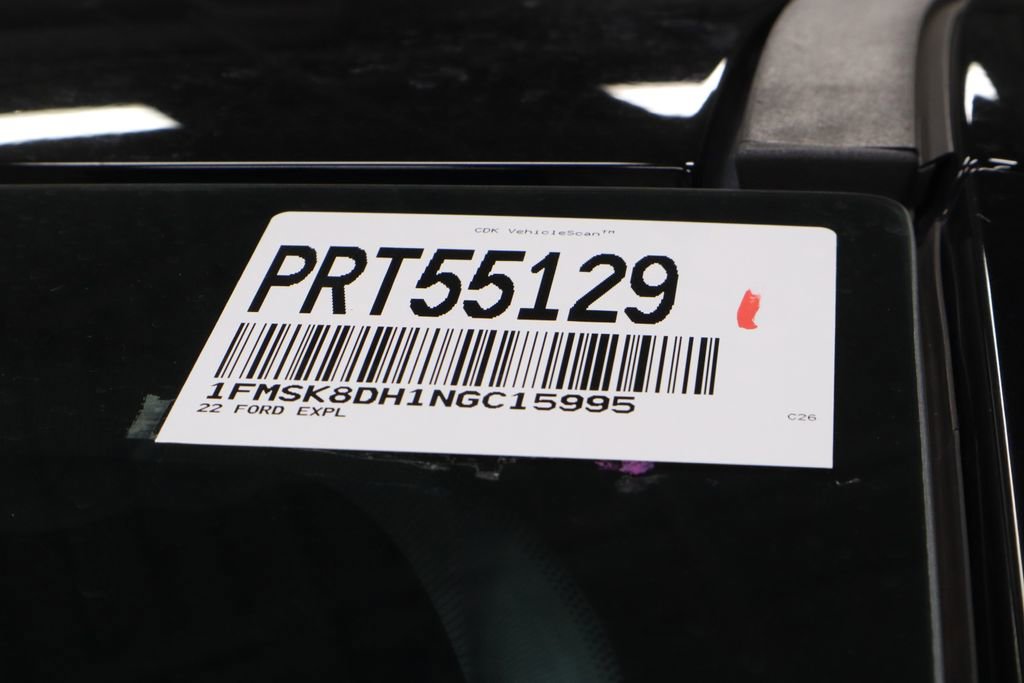 CDK VehicleScan™
PRT55129
1FMSK8DH1NGC15995
22 FORD EXPL
C26